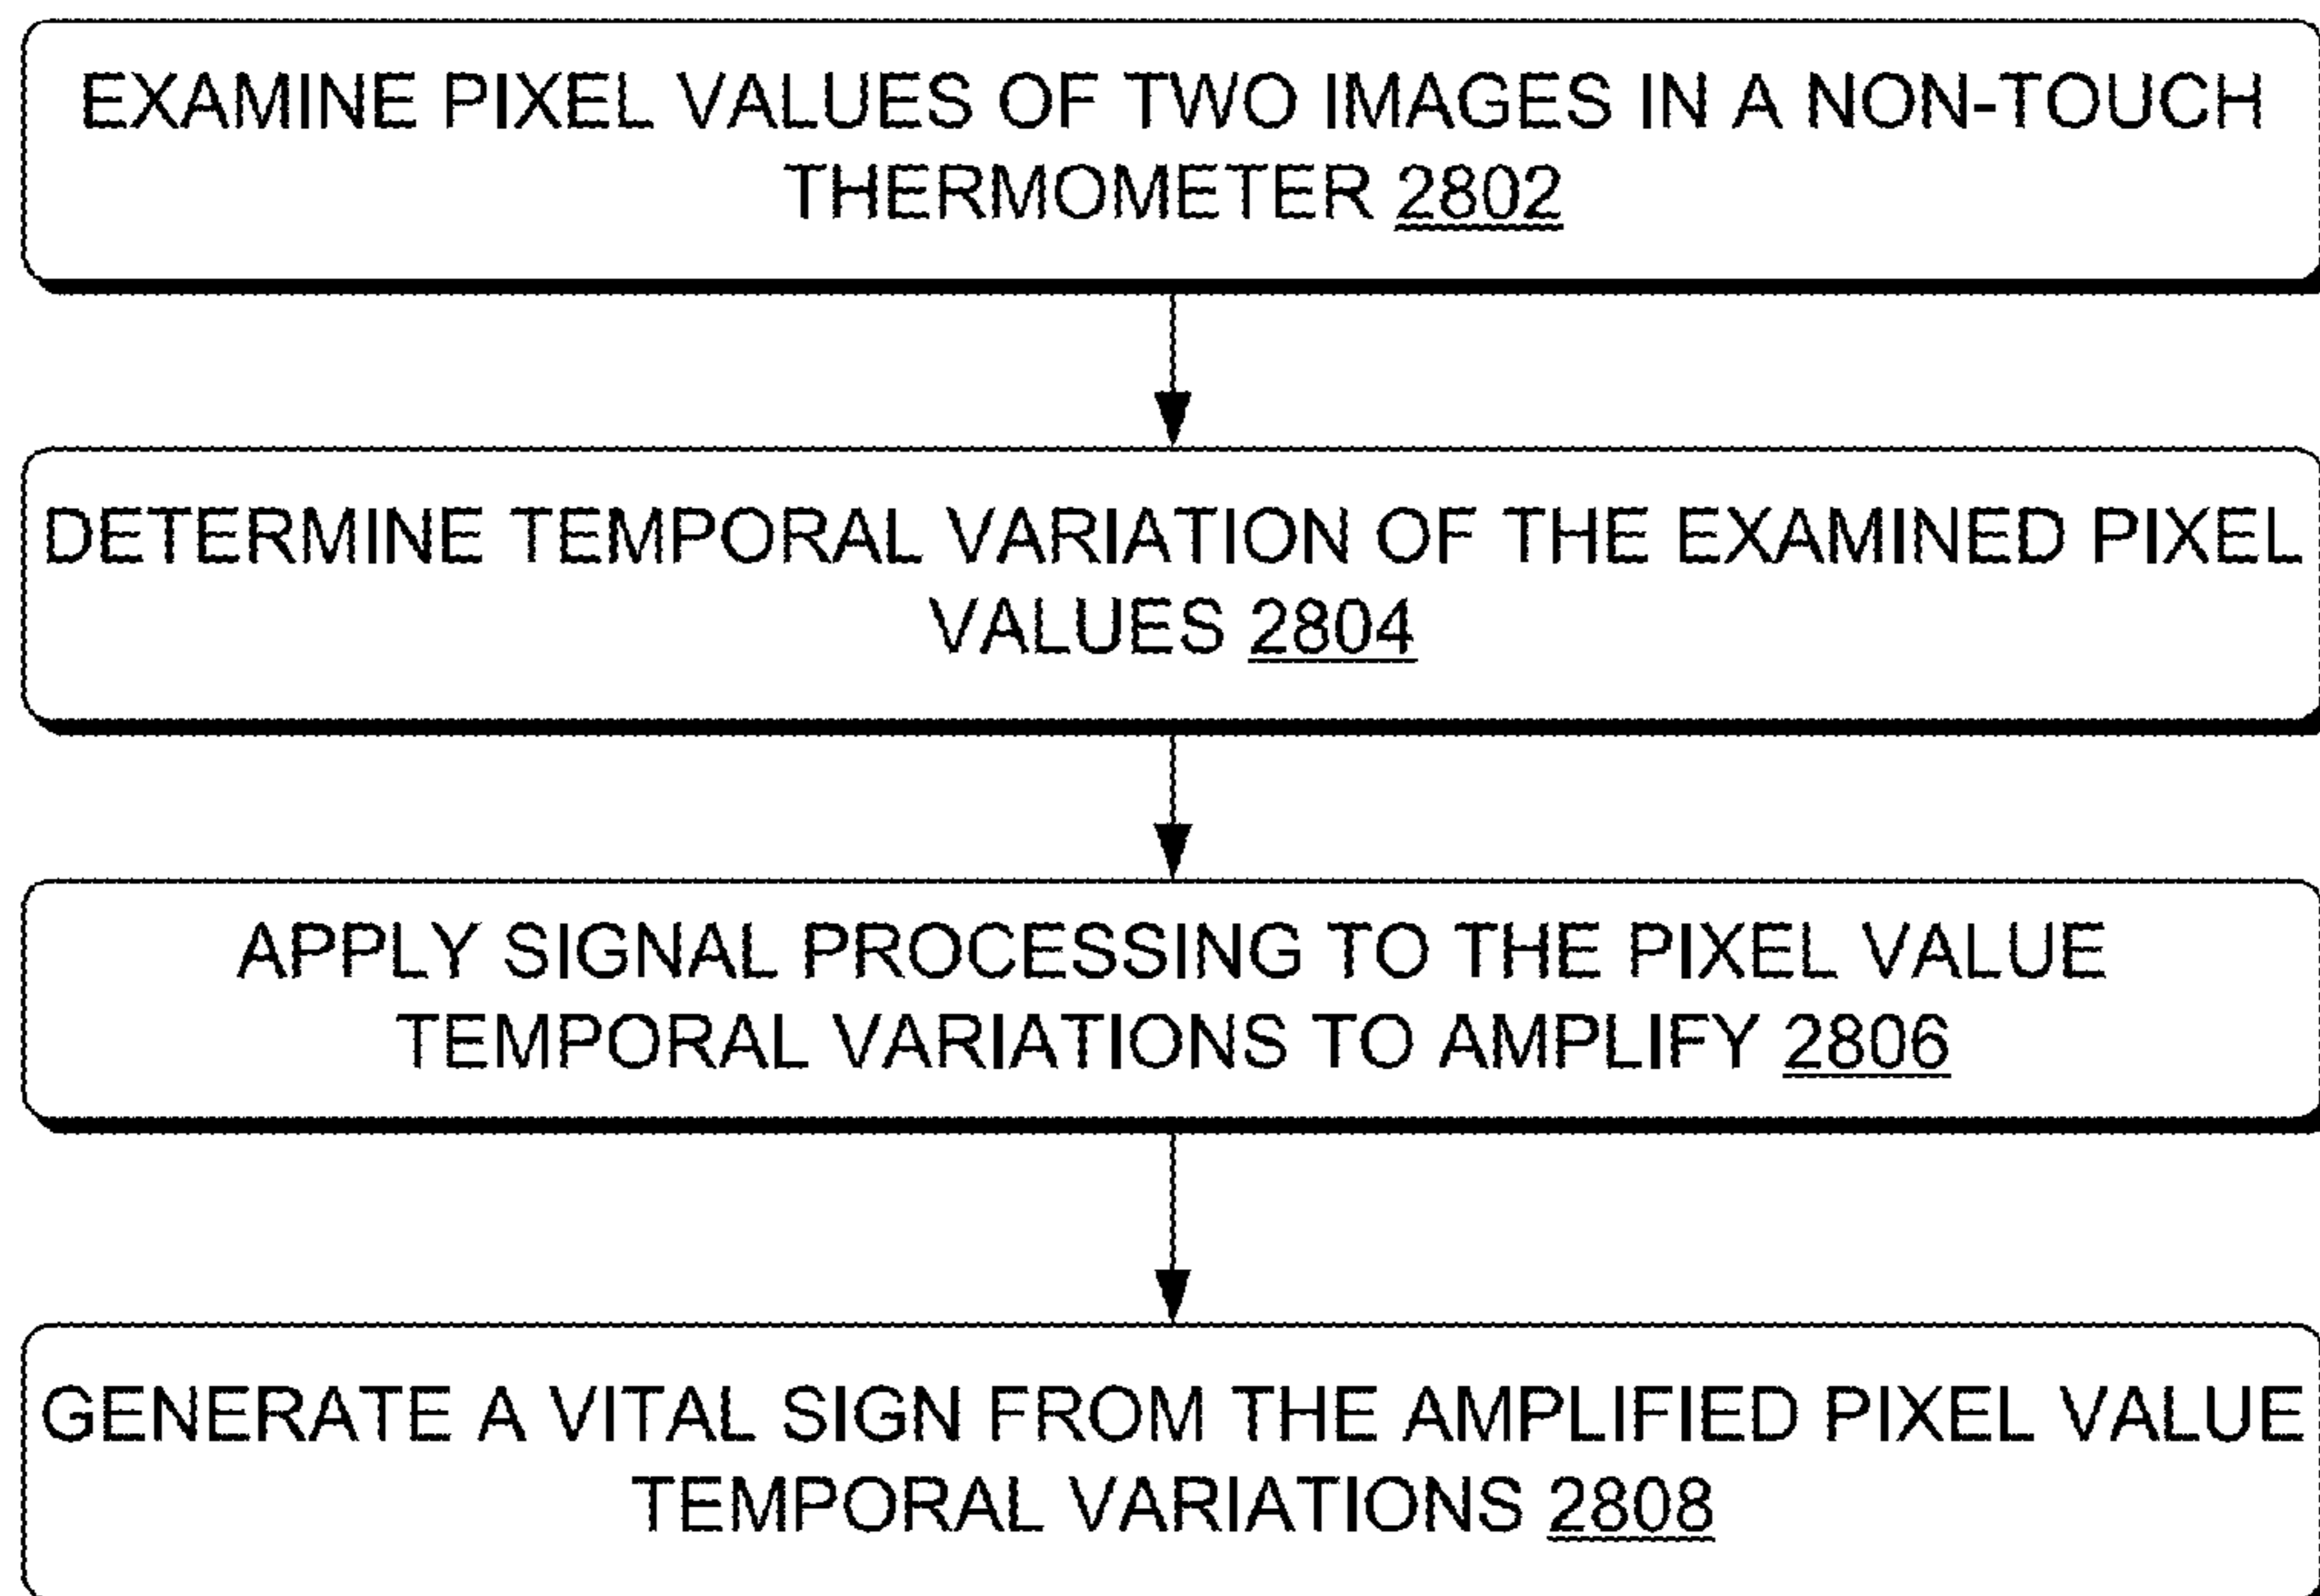 EXAMINE PIXEL VALUES OF TWO IMAGES IN A NON-TOUCH
THERMOMETER 2802
DETERMINE TEMPORAL VARIATION OF THE EXAMINED PIXEL
VALUES 2804
APPLY SIGNAL PROCESSING TO THE PIXEL VALUE
TEMPORAL VARIATIONS TO AMPLIFY 2806
GENERATE A VITAL SIGN FROM THE AMPLIFIED PIXEL VALUE
TEMPORAL VARIATIONS 2808